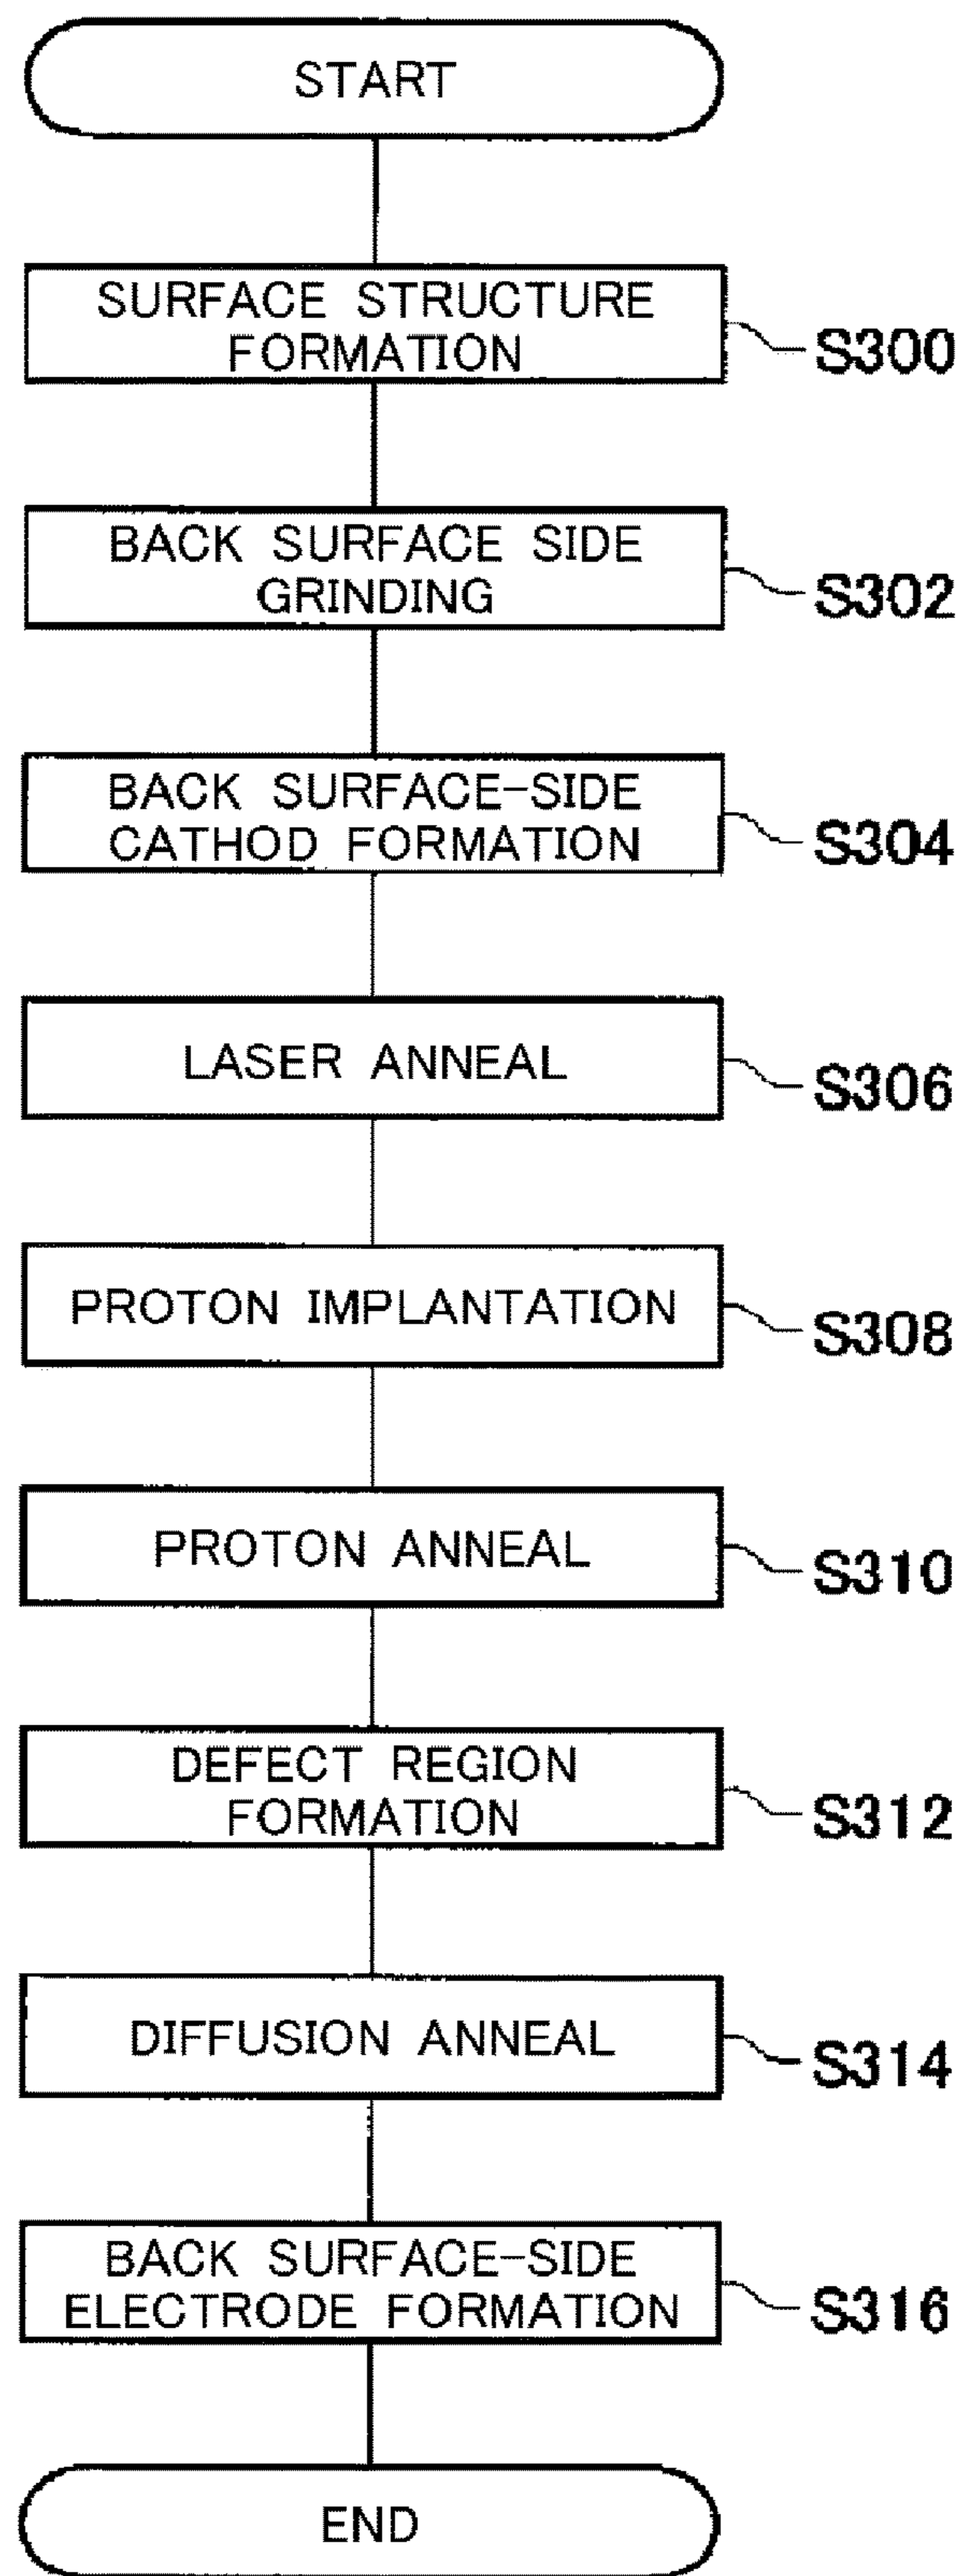 START
SURFACE STRUCTURE
FORMATION
S300
BACK SURFACE SIDE
GRINDING
S302
BACK SURFACE-SIDE
CATHOD FORMATION
S304
LASER ANNEAL
S306
PROTON IMPLANTATION
S308
PROTON ANNEAL
S310
DEFECT REGION
FORMATION
S312
DIFFUSION ANNEAL
S314
BACK SURFACE-SIDE
ELECTRODE FORMATION
S316
END